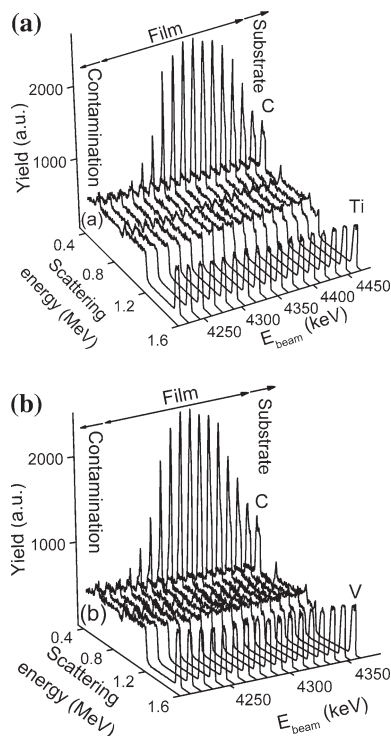 (a)
Film
Contamination
Substrate
2000
1000
Yield (a.u.)
C
(a)
Ti
0.4
0.8
1.2
1.6
Scattering
energy (MeV)
4250
4300
4350
4400
4450
E beam (keV)
(b)
Film
Contamination
Substrate
2000
1000
Yield (a.u.)
C
(b)
V
0.4
0.8
1.2
1.6
Scattering
energy (MeV)
4250
4300
4350
E beam (keV)